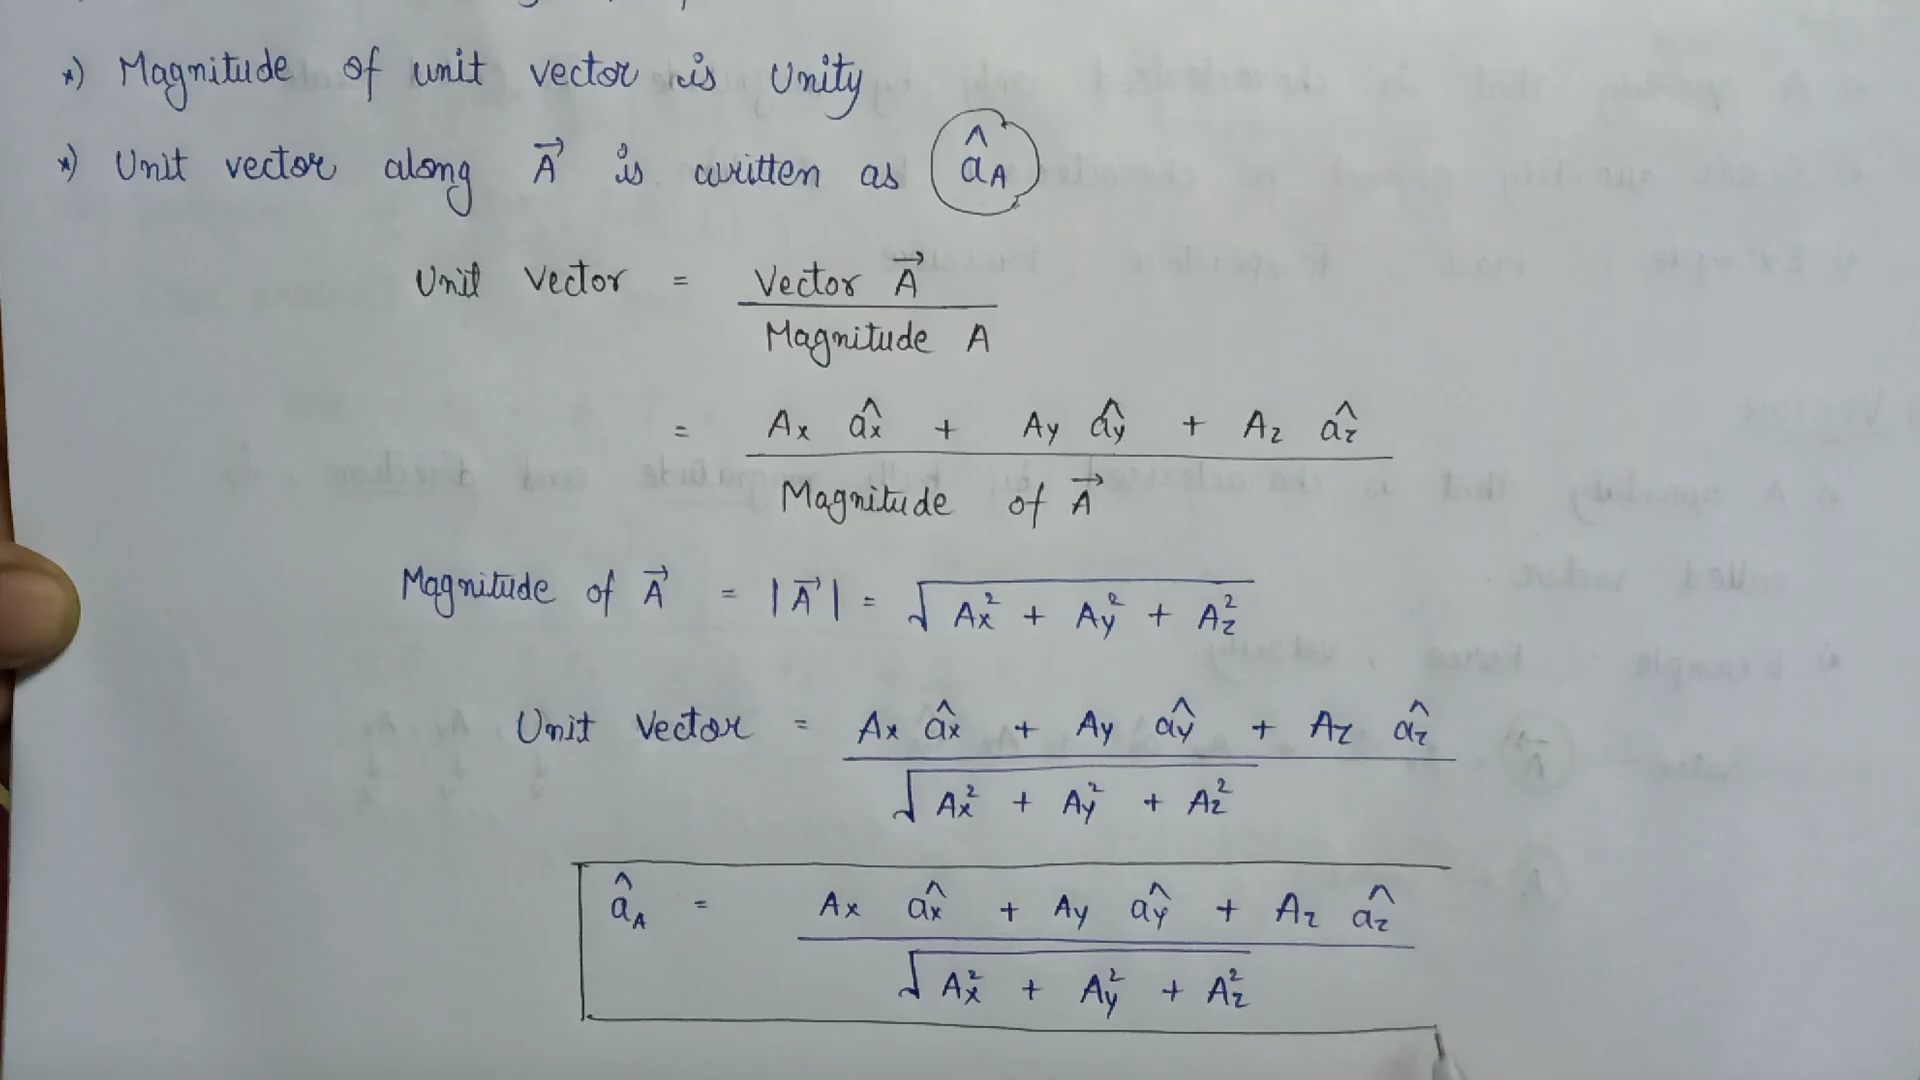 *) Magnitude of unit vector is Unity
*) Unit vector along A⃗ is written as â_A
Unit Vector = Vector A⃗ / Magnitude A
= Ax âx + Ay ây + Az âz / Magnitude of A⃗
Magnitude of A⃗ = |A⃗| = √(Ax² + Ay² + Az²)
Unit Vector = Ax âx + Ay ây + Az âz / √(Ax² + Ay² + Az²)
â_A = Ax âx + Ay ây + Az âz / √(Ax² + Ay² + Az²)